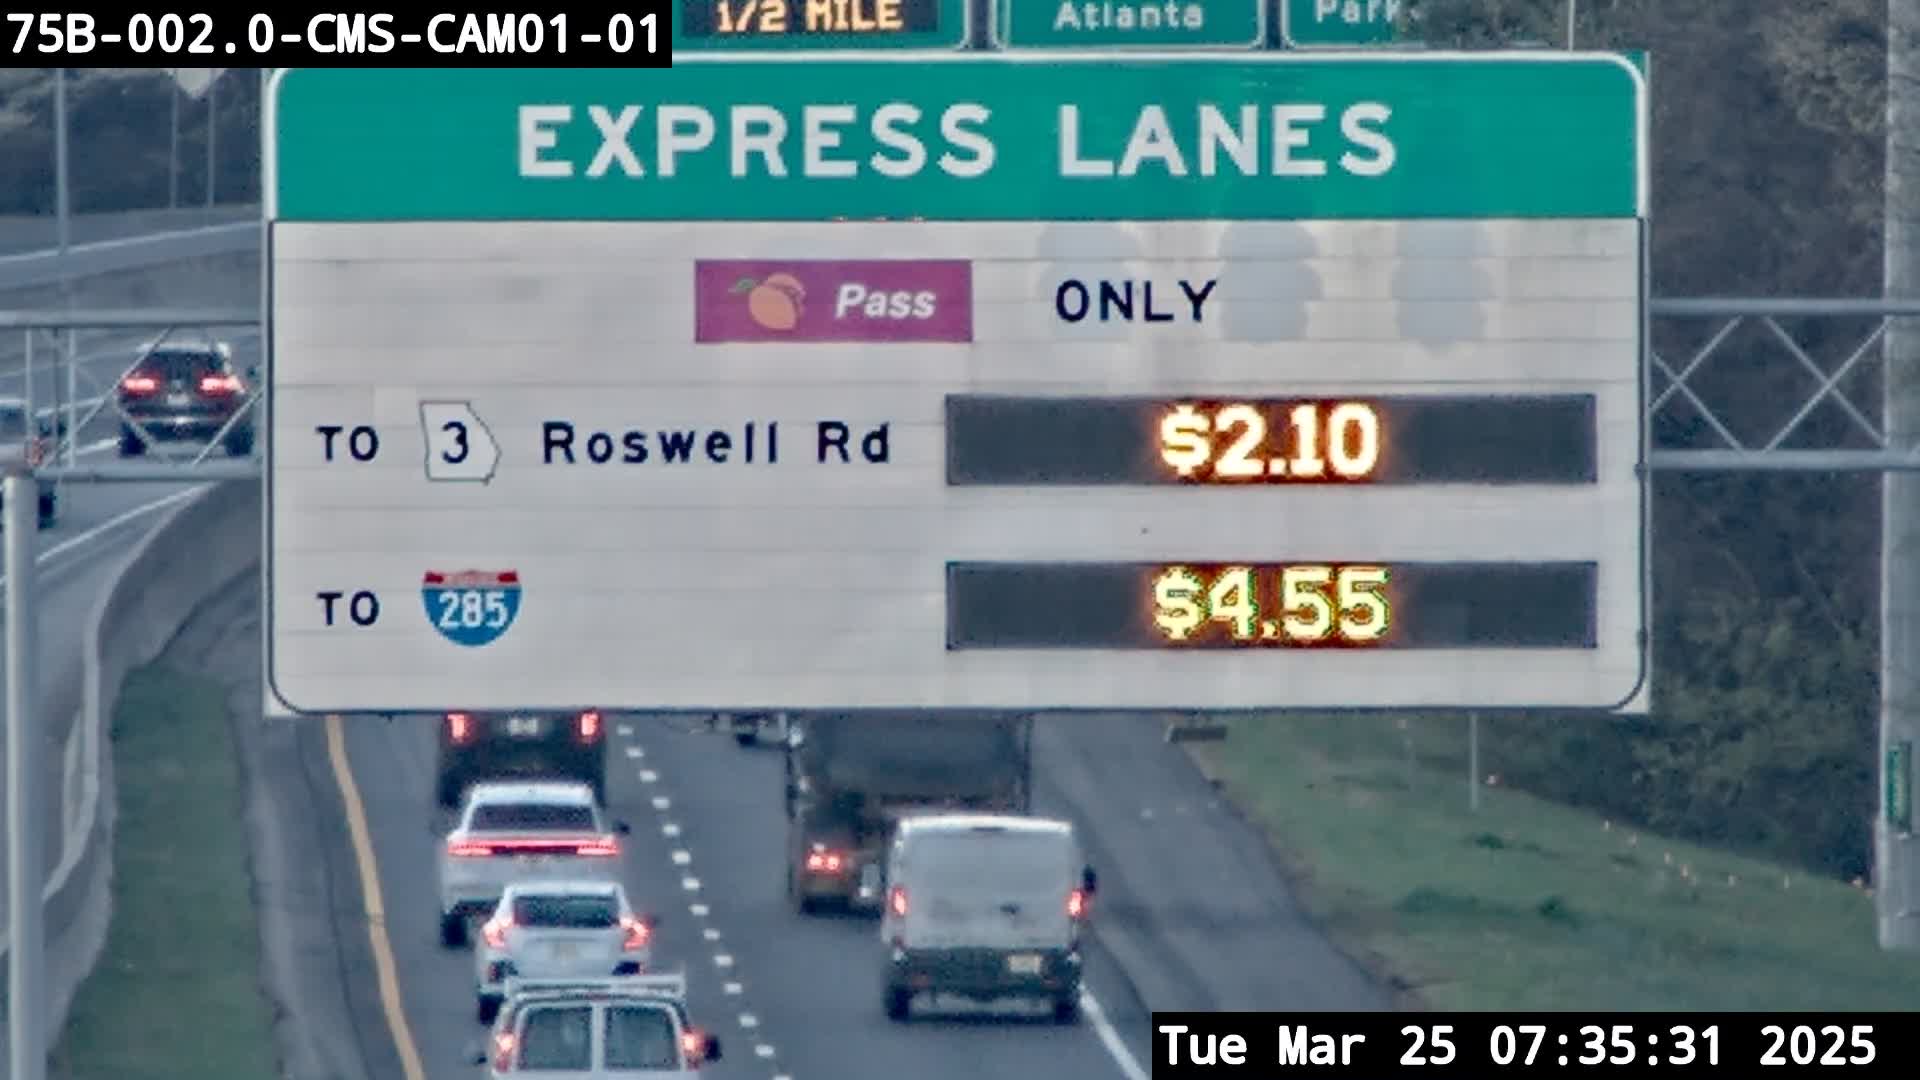 75B-002.0-CMS-CAM01-01
1/2 MILE
Atlanta
Park
EXPRESS LANES
Pass ONLY
TO 3 Roswell Rd $2.10
TO 285 $4.55
Tue Mar 25 07:35:31 2025